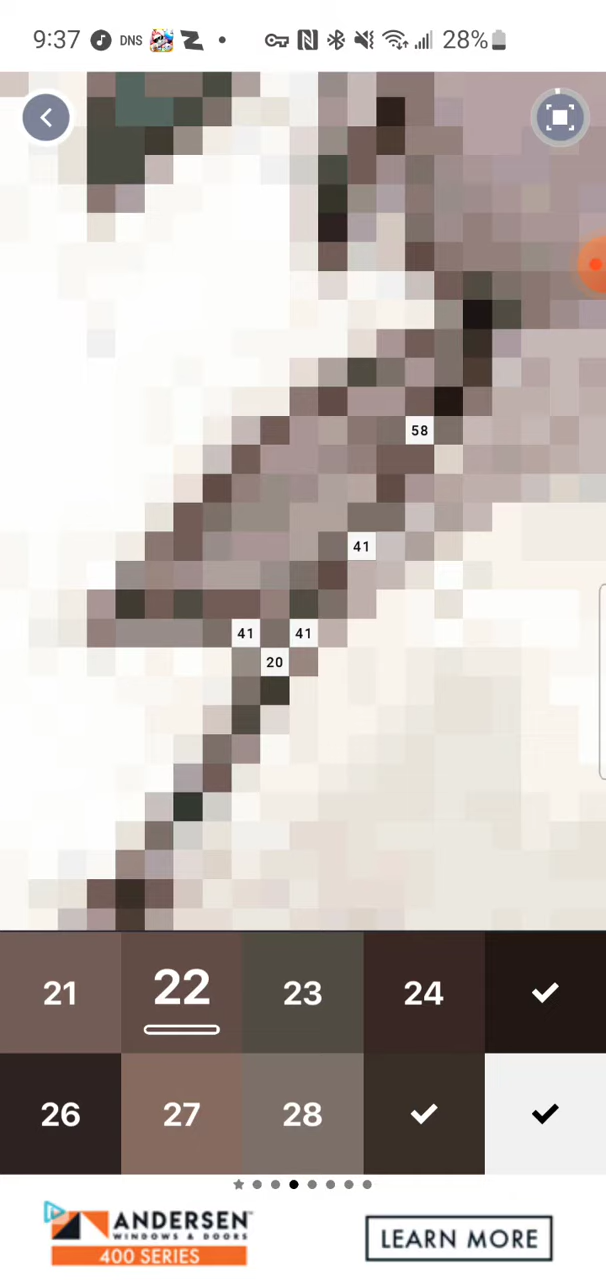 9:37 DNS 28%
58
41
41 41
20
21 22 23 24
26 27 28
ANDERSEN
WINDOWS & DOORS
400 SERIES
LEARN MORE